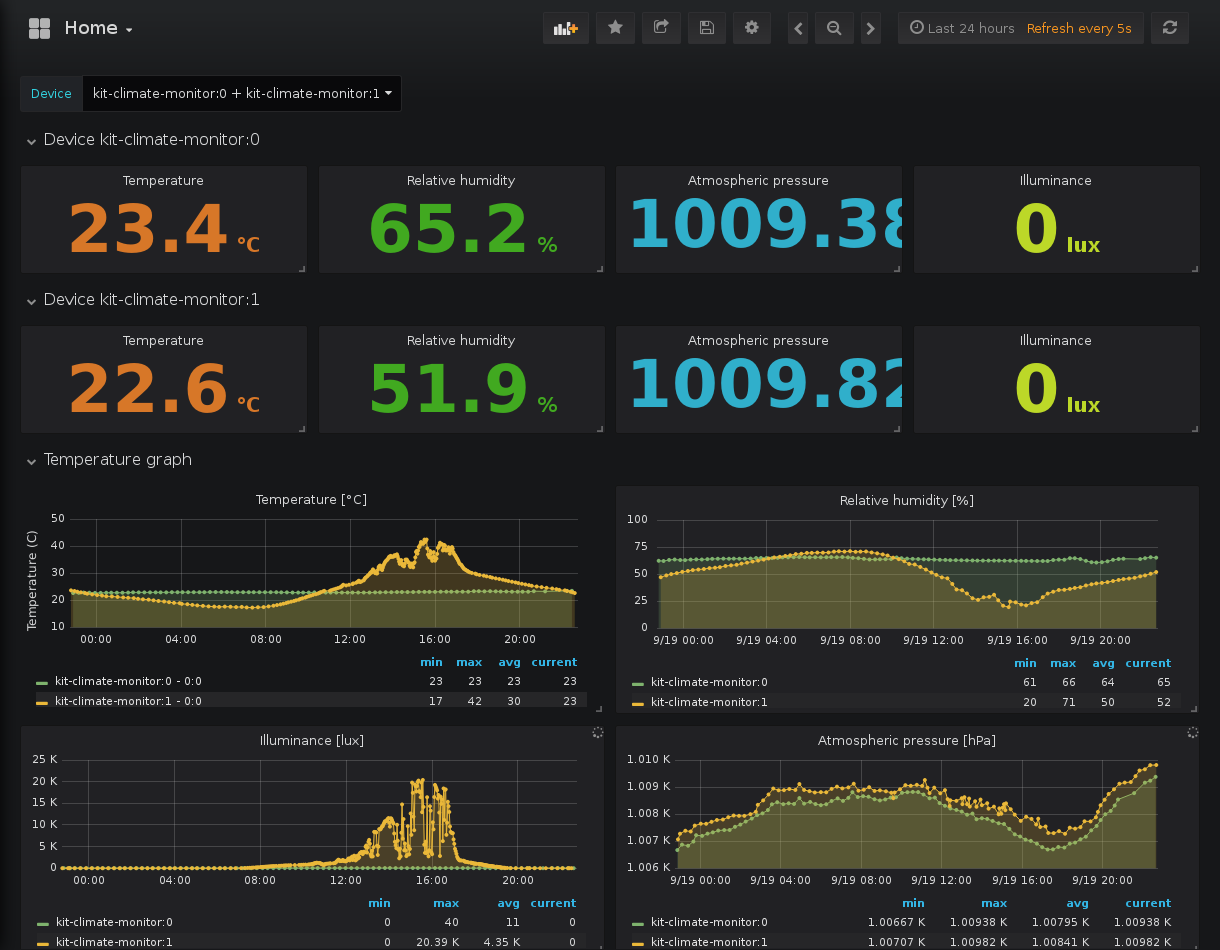 Home
Last 24 hours Refresh every 5s
Device kit-climate-monitor:0 + kit-climate-monitor:1
Device kit-climate-monitor:0
Temperature Relative humidity Atmospheric pressure Illuminance
23.4 °C 65.2 % 1009.38 0 lux
Device kit-climate-monitor:1
Temperature Relative humidity Atmospheric pressure Illuminance
22.6 °C 51.9 % 1009.82 0 lux
Temperature graph
Temperature [°C]
Temperature (C)
50
40
30
20
10
00:00 04:00 08:00 12:00 16:00 20:00
min max avg current
kit-climate-monitor:0 - 0:0 23 23 23 23
kit-climate-monitor:1 - 0:0 17 42 30 23
Relative humidity [%]
100
75
50
25
0
9/19 00:00 9/19 04:00 9/19 08:00 9/19 12:00 9/19 16:00 9/19 20:00
min max avg current
kit-climate-monitor:0 61 66 64 65
kit-climate-monitor:1 20 71 50 52
Illuminance [lux]
25 K
20 K
15 K
10 K
5 K
0
00:00 04:00 08:00 12:00 16:00 20:00
min max avg current
kit-climate-monitor:0 0 40 11 0
kit-climate-monitor:1 0 20.39 K 4.35 K 0
Atmospheric pressure [hPa]
1.010 K
1.009 K
1.008 K
1.007 K
1.006 K
9/19 00:00 9/19 04:00 9/19 08:00 9/19 12:00 9/19 16:00 9/19 20:00
min max avg current
kit-climate-monitor:0 1.00667 K 1.00938 K 1.00795 K 1.00938 K
kit-climate-monitor:1 1.00707 K 1.00982 K 1.00841 K 1.00982 K